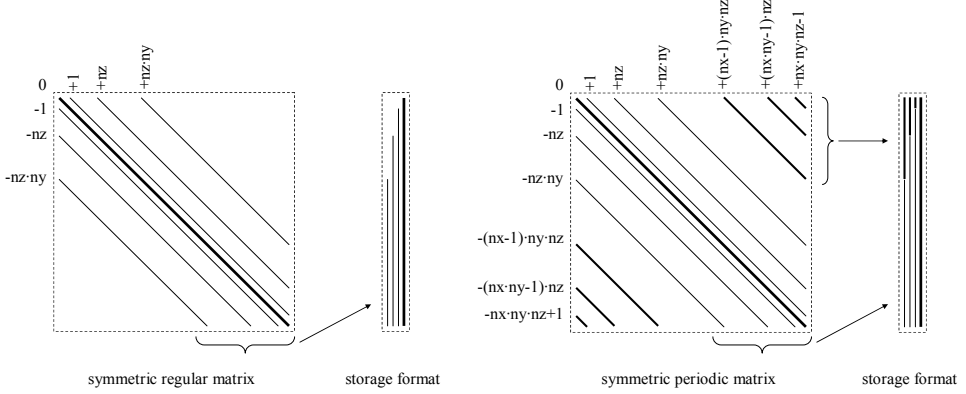 0
+1
+nz
+nz·ny
-1
-nz
-nz·ny
symmetric regular matrix
storage format
0
+1
+nz
+nz·ny
+(nx-1)·ny·nz
+(nx·ny-1)·nz
+nx·ny·nz-1
-1
-nz
-nz·ny
-(nx-1)·ny·nz
-(nx·ny-1)·nz
-nx·ny·nz+1
symmetric periodic matrix
storage format